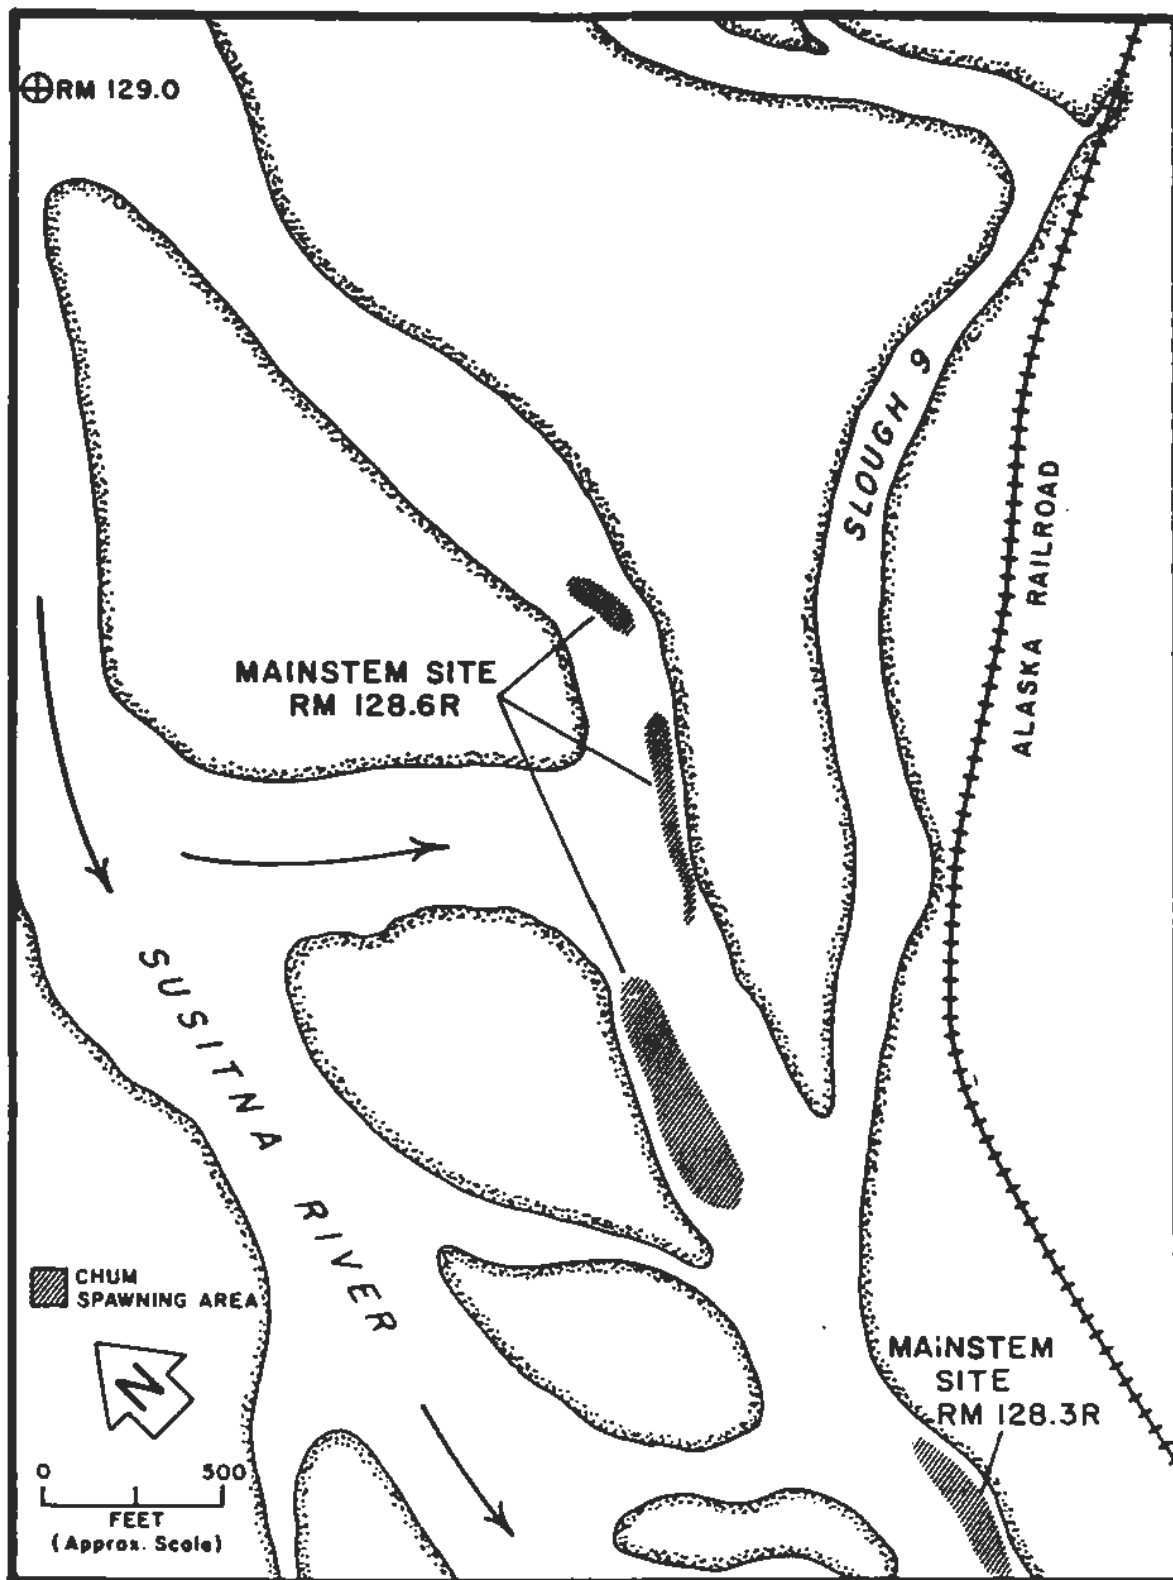 RM 129.0
SLOUGH 9
ALASKA RAILROAD
MAINSTEM SITE
RM 128.6R
SUSITNA RIVER
CHUM
SPAWNING AREA
N
MAINSTEM
SITE
RM 128.3R
0 500
FEET
(Approx. Scale)